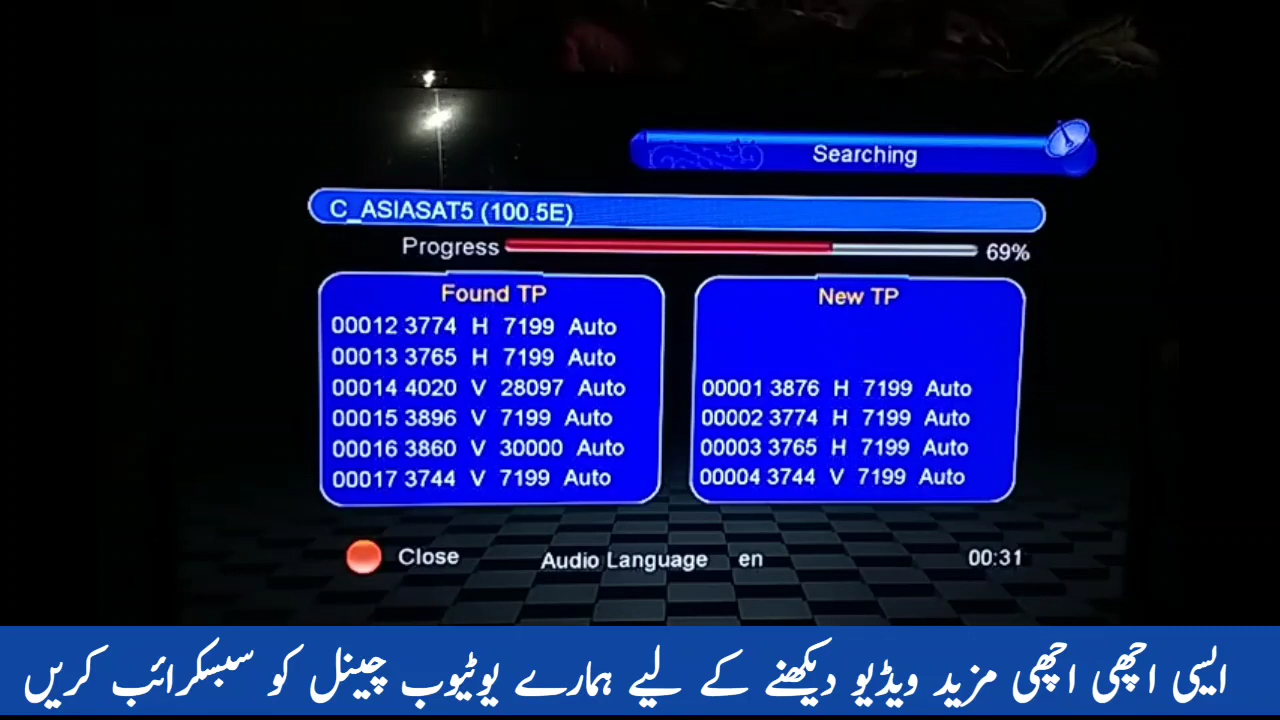 Searching
C_ASIASAT5 (100.5E)
Progress 69%
Found TP
00012 3774 H 7199 Auto
00013 3765 H 7199 Auto
00014 4020 V 28097 Auto
00015 3896 V 7199 Auto
00016 3860 V 30000 Auto
00017 3744 V 7199 Auto
New TP
00001 3876 H 7199 Auto
00002 3774 H 7199 Auto
00003 3765 H 7199 Auto
00004 3744 V 7199 Auto
Close Audio Language en 00:31
ایسی اچھی اچھی مزید ویڈیو دیکھنے کے لیے ہمارے یوٹیوب چینل کو سبسکرائب کریں